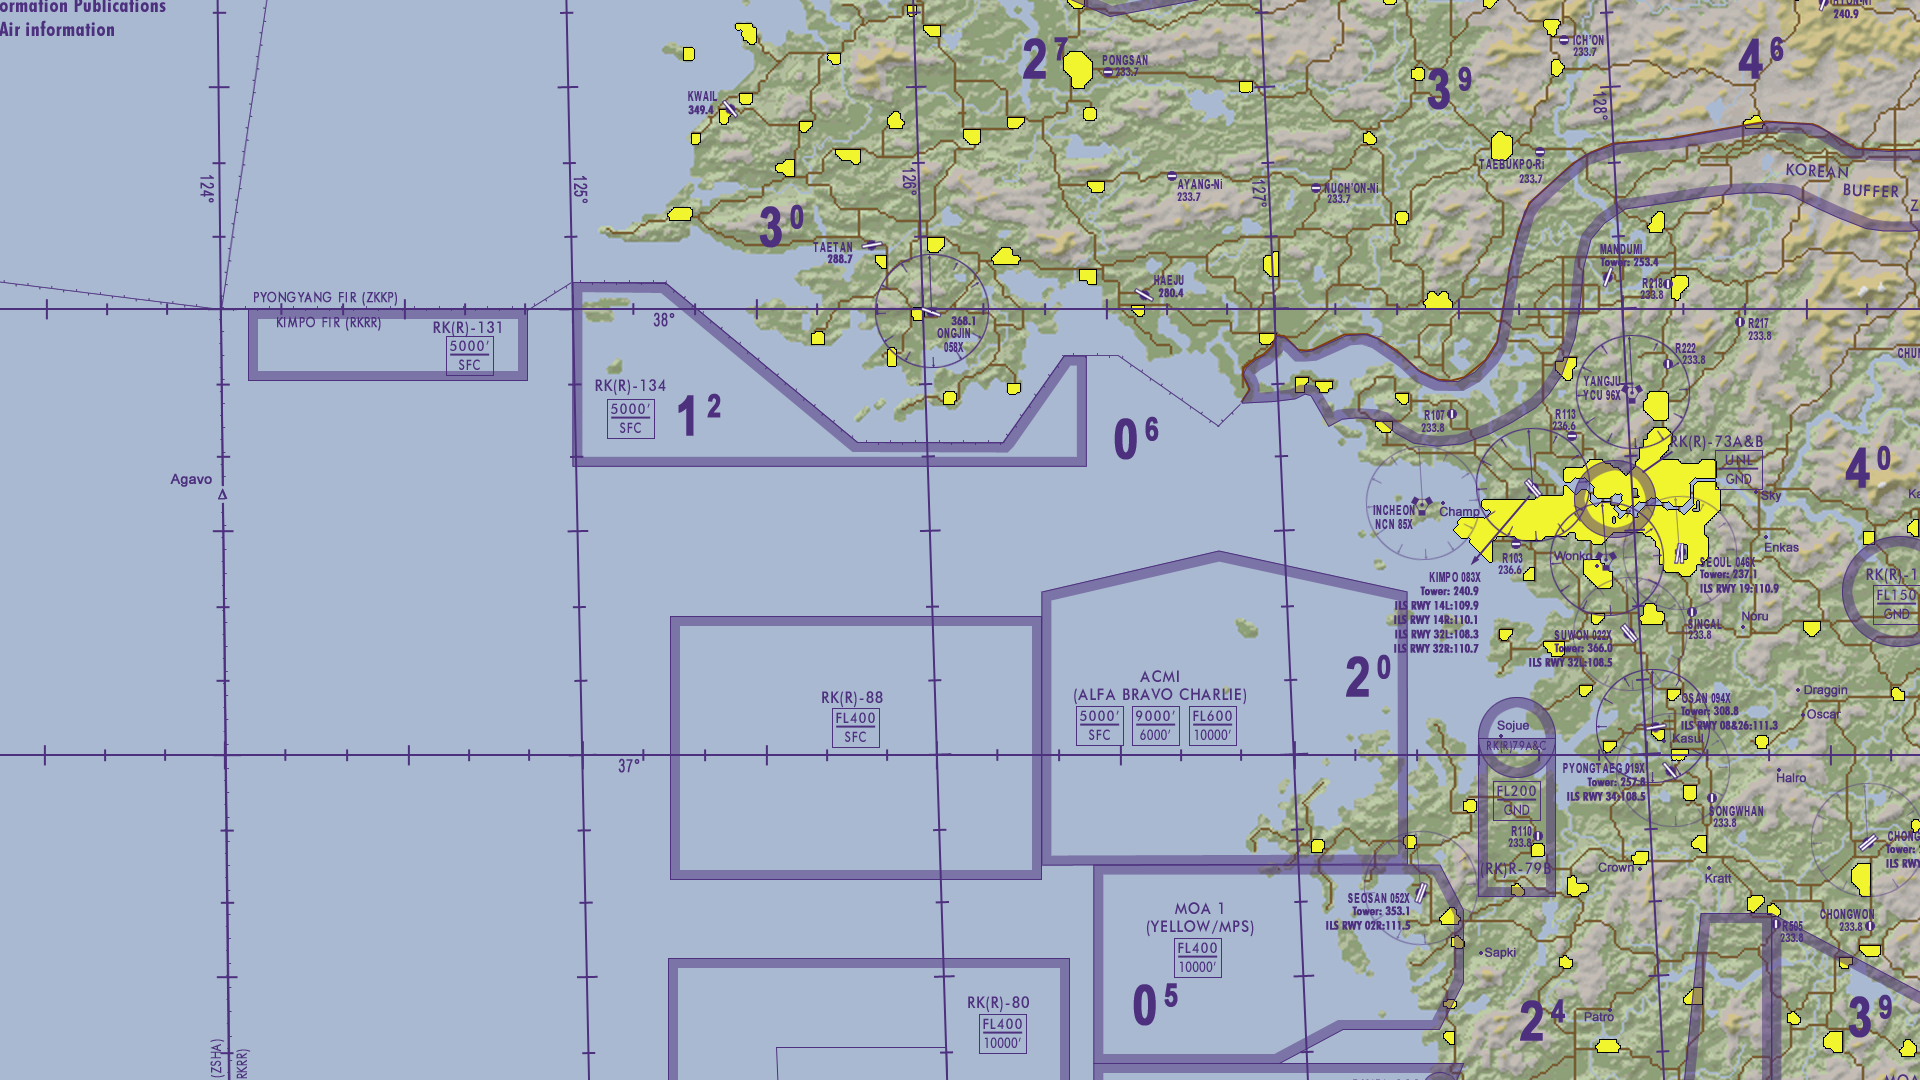 ormation Publications
Air information
240.9
2 7
PONGSAN
233.7
ICH'ON
233.7
4 6
3 9
KWAIL
349.4
128°
TAEBUKPO-Ri
233.7
KOREAN
BUFFER
Z
124°
125°
126°
127°
AYANG-Ni
233.7
NUCH'ON-Ni
233.7
3 0
TAETAN
288.7
MANDUMI
Tower: 253.4
HAEJU
280.4
R218
233.8
PYONGYANG FIR (ZKKP)
KIMPO FIR (RKRR)
RK(R)-131
5000'
SFC
38°
368.1
ONGJIN
058X
R217
233.8
R222
233.8
CHUN
RK(R)-134
5000'
SFC
1 2
0 6
YANGJU
YCU 96X
R107
233.8
R113
236.6
RK(R)-73A&B
UNL
GND
4 0
Agavo
Sky
Ka
INCHEON
NCN 85X
Champ
Enkas
R103
236.6
Wonko
SEOUL 046X
Tower: 237.1
ILS RWY 19:110.9
KIMPO 083X
Tower: 240.9
ILS RWY 14L:109.9
ILS RWY 14R:110.1
ILS RWY 32L:108.3
ILS RWY 32R:110.7
RK(R)-1
FL150
GND
SINGAL
233.8
Noru
SUWON 022X
Tower: 366.0
ILS RWY 32L:108.5
2 0
ACMI
(ALFA BRAVO CHARLIE)
5000'
SFC
9000'
6000'
FL600
10000'
RK(R)-88
FL400
SFC
Draggin
OSAN 094X
Tower: 308.8
ILS RWY 08&26:111.3
Oscar
Sojue
RK(R)79A&C
Kasul
37°
PYONGTAEG 019X
Tower: 257.8
ILS RWY 34:108.5
Halro
FL200
GND
SONGWHAN
233.8
R110
233.8
CHONG
Tower:
ILS RWY
(RK)R-79B
Crown
Kratt
SEOSAN 052X
Tower: 353.1
ILS RWY 02R:111.5
MOA 1
(YELLOW/MPS)
FL400
10000'
CHONGWON
233.8
R505
233.8
Sapki
0 5
RK(R)-80
FL400
10000'
2 4
Patro
3 9
(ZSHA)
RKRR)
MOA